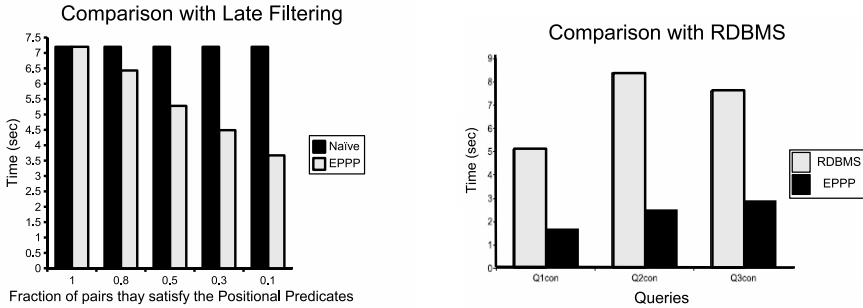 Comparison with Late Filtering
Time (sec)
7.5
7
6.5
6
5.5
5
4.5
4
3.5
3
2.5
2
1.5
1
0.5
0
1 0.8 0.5 0.3 0.1
Fraction of pairs thay satisfy the Positional Predicates
Naïve
EPPP
Comparison with RDBMS
Time (sec)
9
8
7
6
5
4
3
2
1
0
Q1con Q2con Q3con
Queries
RDBMS
EPPP